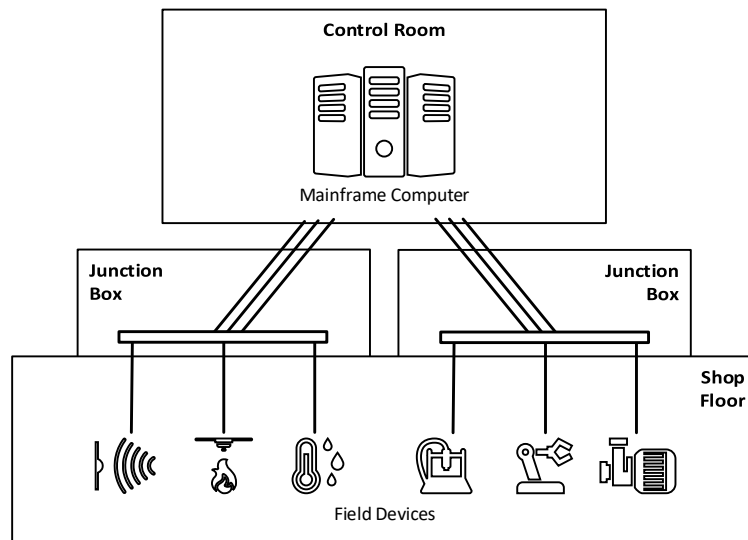 Control Room
Mainframe Computer
Junction
Box
Junction
Box
Shop
Floor
Field Devices